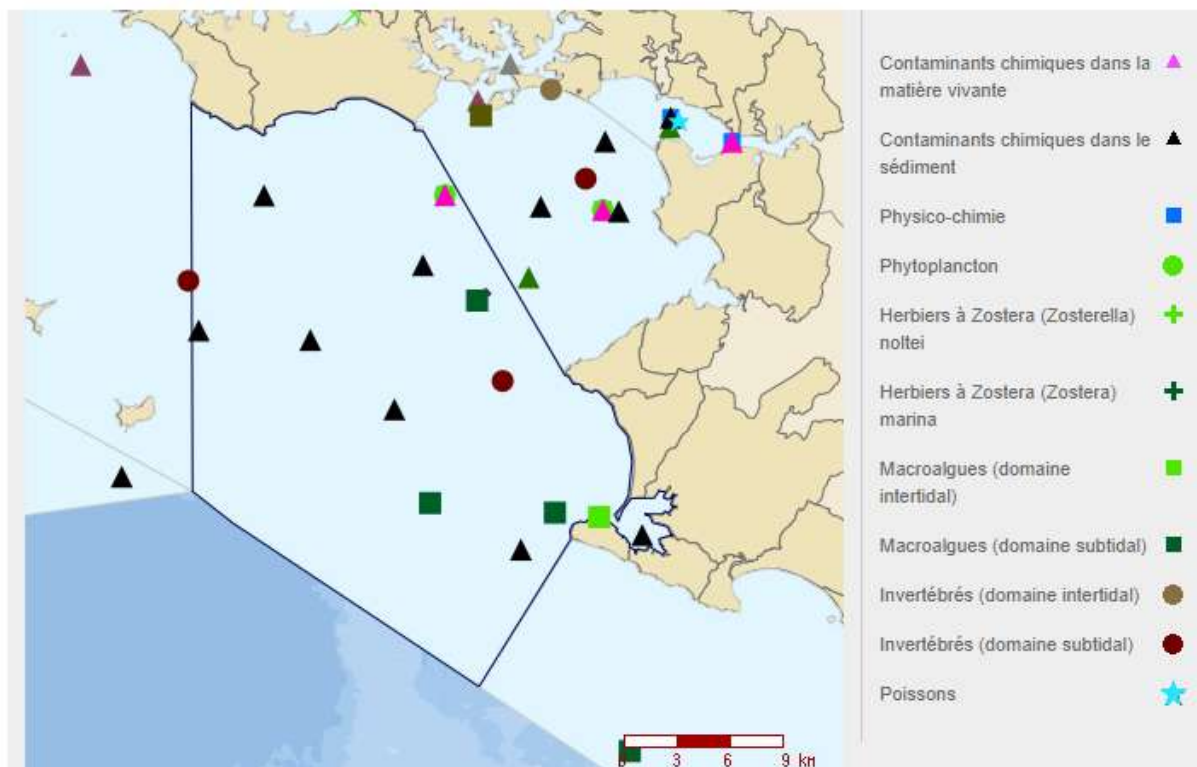 Contaminants chimiques dans la
matière vivante
Contaminants chimiques dans le
sédiment
Physico-chimie
Phytoplancton
Herbiers à Zostera (Zosterella)
noltei
Herbiers à Zostera (Zostera)
marina
Macroalgues (domaine
intertidal)
Macroalgues (domaine subtidal)
Invertébrés (domaine intertidal)
Invertébrés (domaine subtidal)
Poissons
0 3 6 9 km